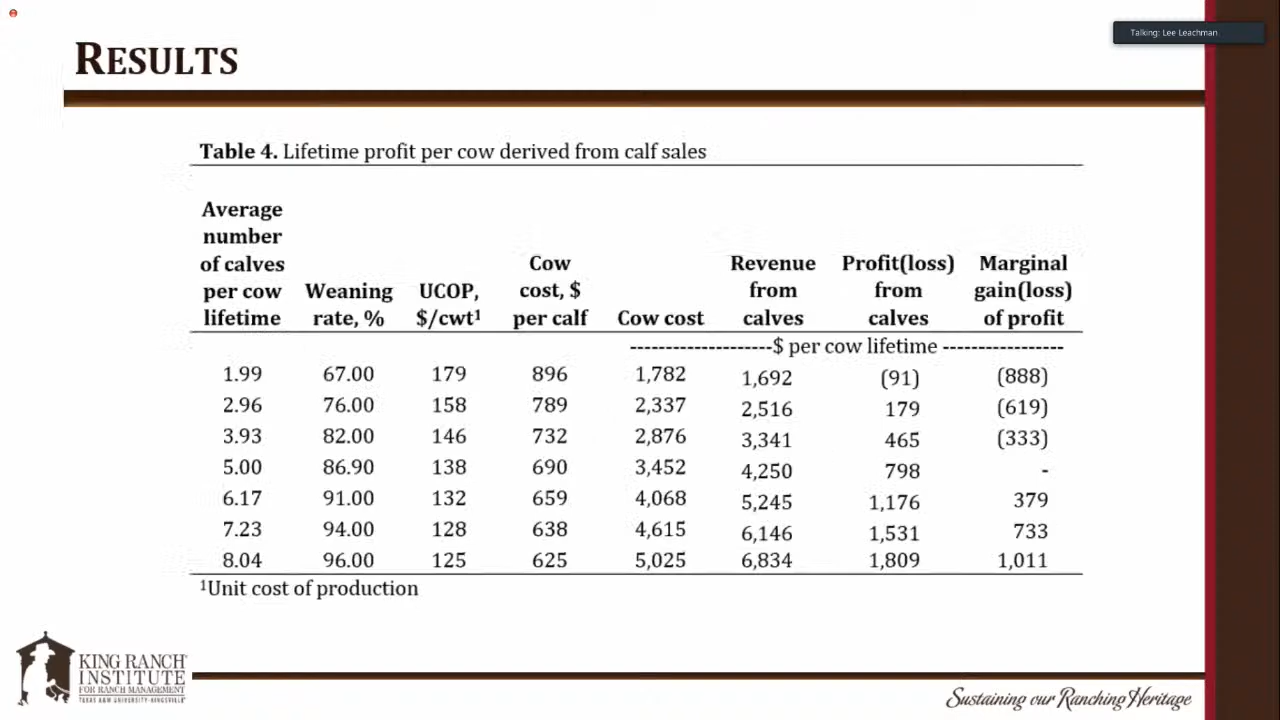 Talking: Lee Leachman
RESULTS
Table 4. Lifetime profit per cow derived from calf sales
Average number of calves per cow lifetime	Weaning rate, %	UCOP, $/cwt¹	Cow cost, $ per calf	Cow cost	Revenue from calves	Profit(loss) from calves	Marginal gain(loss) of profit
--------------------$ per cow lifetime -----------------
1.99	67.00	179	896	1,782	1,692	(91)	(888)
2.96	76.00	158	789	2,337	2,516	179	(619)
3.93	82.00	146	732	2,876	3,341	465	(333)
5.00	86.90	138	690	3,452	4,250	798	-
6.17	91.00	132	659	4,068	5,245	1,176	379
7.23	94.00	128	638	4,615	6,146	1,531	733
8.04	96.00	125	625	5,025	6,834	1,809	1,011
¹Unit cost of production
KING RANCH
INSTITUTE
FOR RANCH MANAGEMENT
TEXAS A&M UNIVERSITY-KINGSVILLE
Sustaining our Ranching Heritage